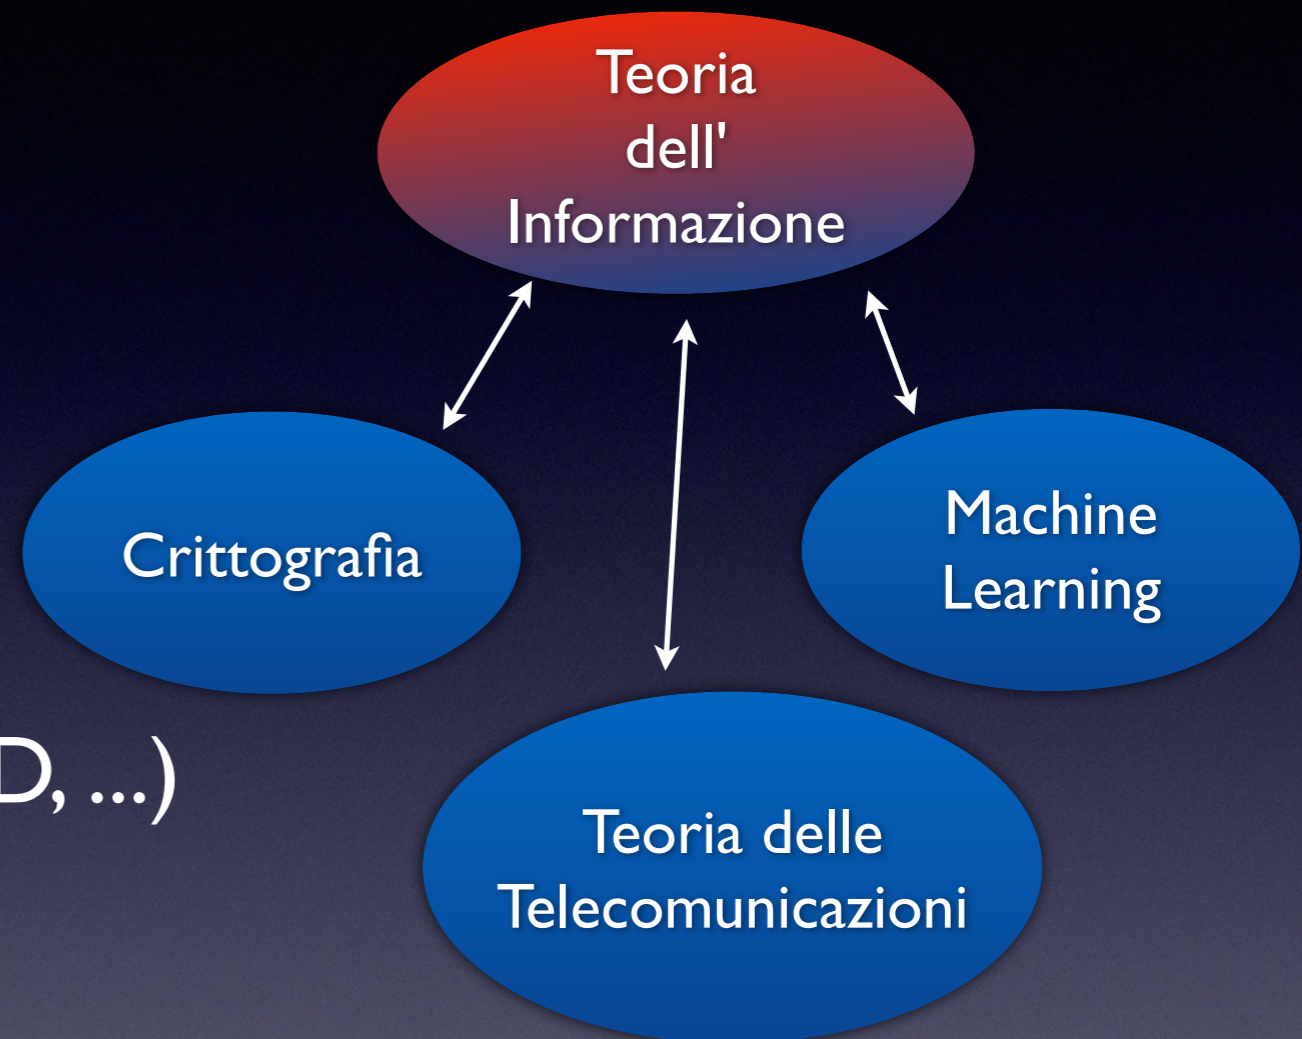 Teoria
dell'
Informazione
Crittografia
Machine
Learning
D, ...)
Teoria delle
Telecomunicazioni